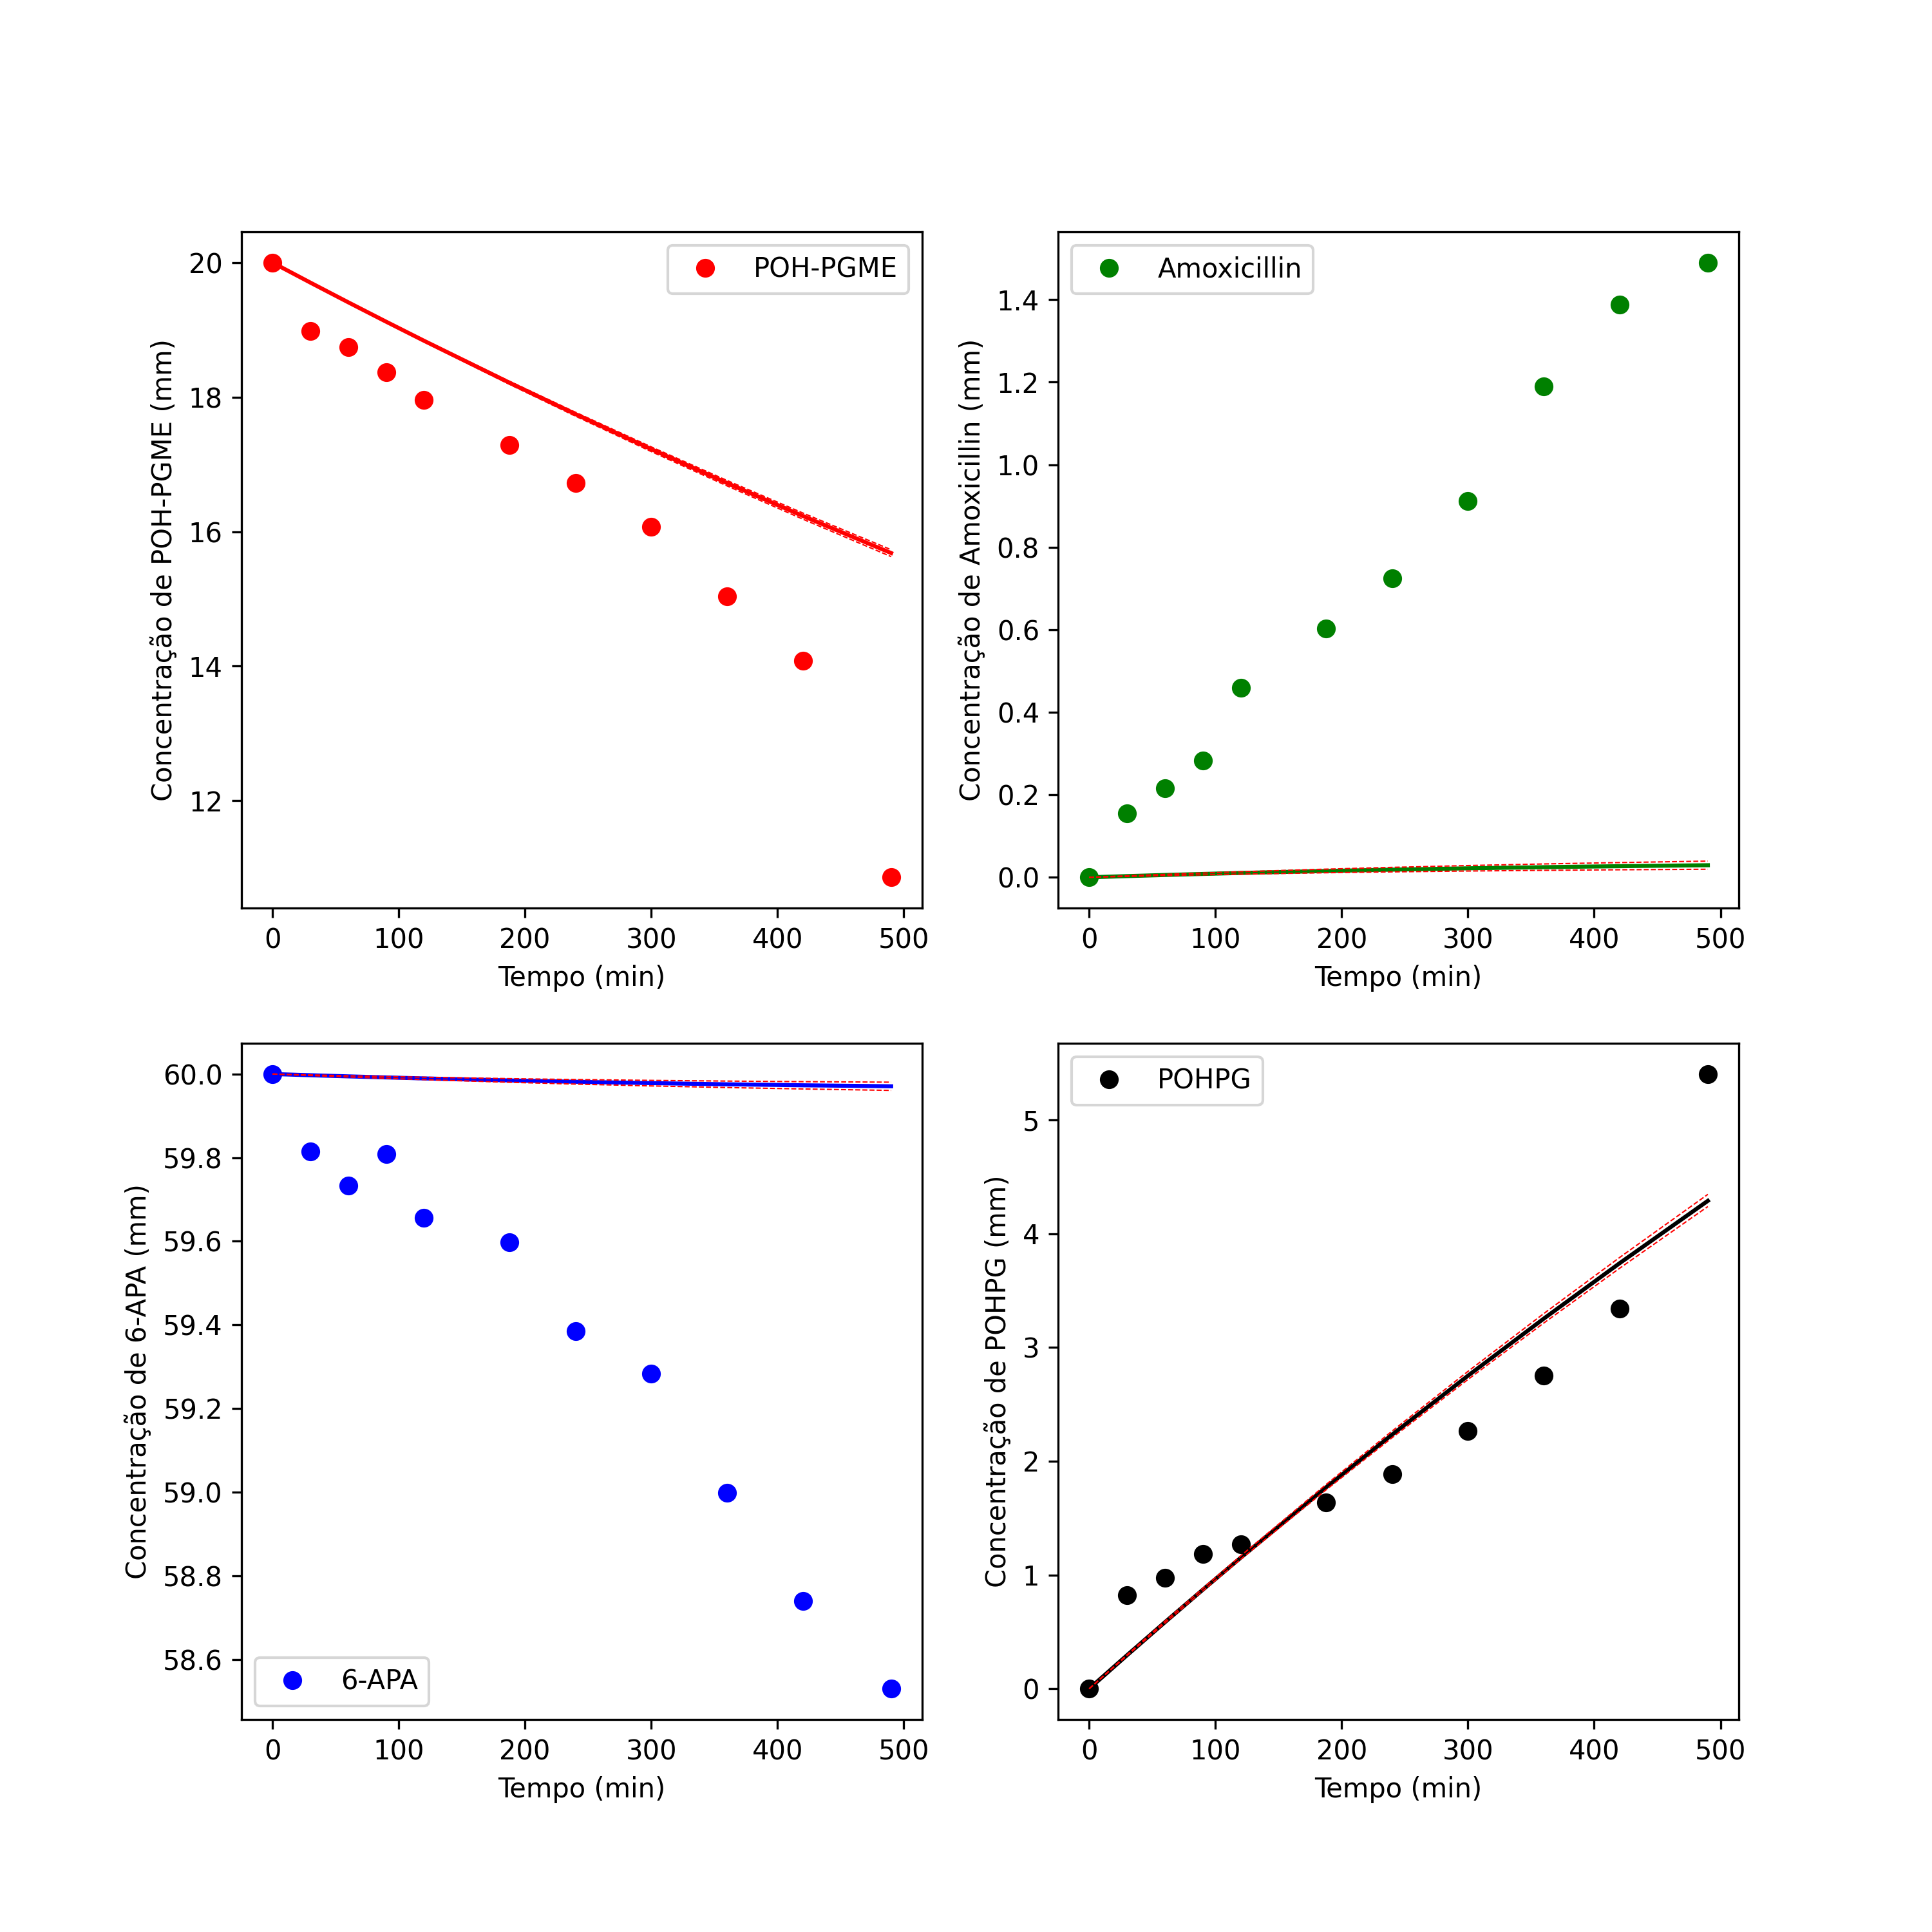 POH-PGME
20
18
16
14
12
Concentração de POH-PGME (mm)
0 100 200 300 400 500
Tempo (min)
Amoxicillin
1.4
1.2
1.0
0.8
0.6
0.4
0.2
0.0
Concentração de Amoxicillin (mm)
0 100 200 300 400 500
Tempo (min)
60.0
59.8
59.6
59.4
59.2
59.0
58.8
58.6
Concentração de 6-APA (mm)
6-APA
0 100 200 300 400 500
Tempo (min)
POHPG
5
4
3
2
1
0
Concentração de POHPG (mm)
0 100 200 300 400 500
Tempo (min)